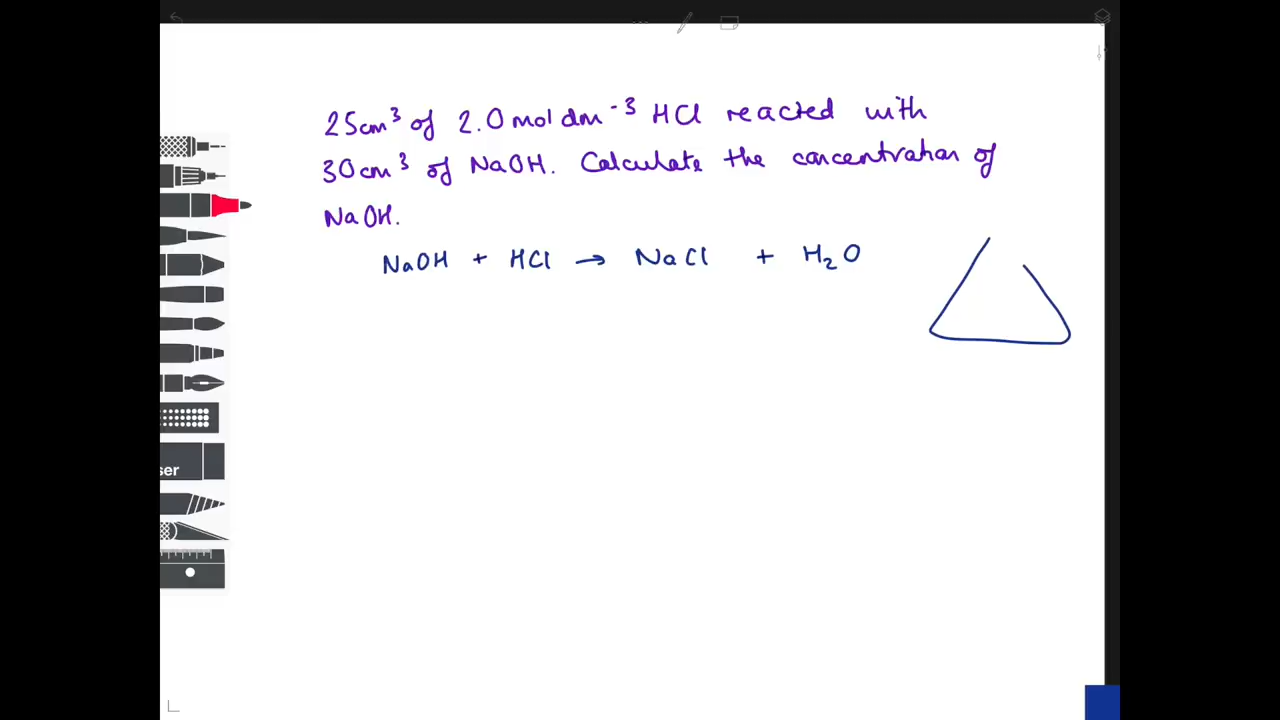 25cm³ of 2.0 mol dm⁻³ HCl reacted with
30cm³ of NaOH. Calculate the concentration of
NaOH.
NaOH + HCl → NaCl + H₂O
ser